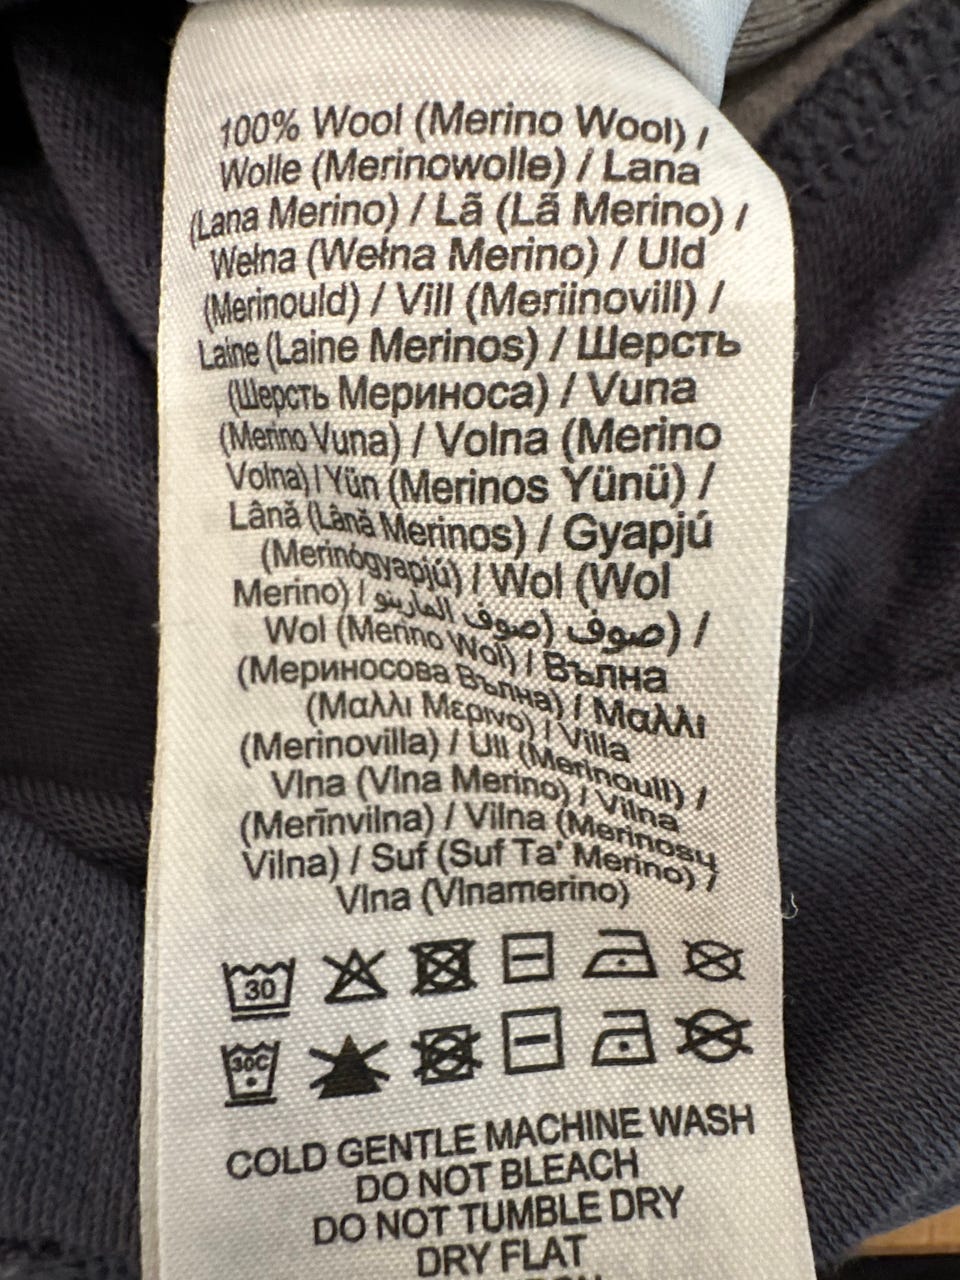 100% Wool (Merino Wool) /
Wolle (Merinowolle) / Lana
(Lana Merino) / Lã (Lã Merino) /
Wełna (Wełna Merino) / Uld
(Merinould) / Vill (Meriinovill) /
Laine (Laine Merinos) / Шерсть
(Шерсть Мериноса) / Vuna
(Merino Vuna) / Volna (Merino
Volna) / Yün (Merinos Yünü) /
Lână (Lână Merinos) / Gyapjú
(Merinógyapjú) / Wol (Wol
Merino) / صوف (صوف المارينو) /
Wol (Merino Wol) / Вълна
(Мериносова Вълна) / Μαλλι
(Μαλλι Μερινο) / Villa
(Merinovilla) / Ull (Merinoull) /
Vlna (Vlna Merino) / Vilna
(Merīnvilna) / Vilna (Merinosų
Vilna) / Suf (Suf Ta' Merino) /
Vlna (Vlnamerino)
30
30C
COLD GENTLE MACHINE WASH
DO NOT BLEACH
DO NOT TUMBLE DRY
DRY FLAT